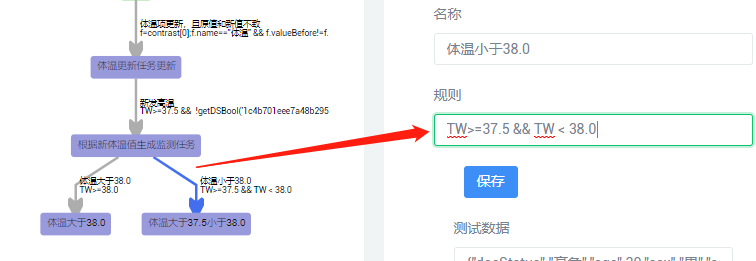 体温项更新，且原值和新值不致
f=contrast[0];f.name=="体温" && f.valueBefore!=f.
体温更新任务更新
新发高温
TW>=37.5 && !getDSBool('1c4b701eee7a48b295
根据新体温值生成监测任务
体温大于38.0
TW>=38.0
体温小于38.0
TW>=37.5 && TW < 38.0
体温大于38.0
体温大于37.5小于38.0
名称
体温小于38.0
规则
TW>=37.5 && TW < 38.0
保存
测试数据